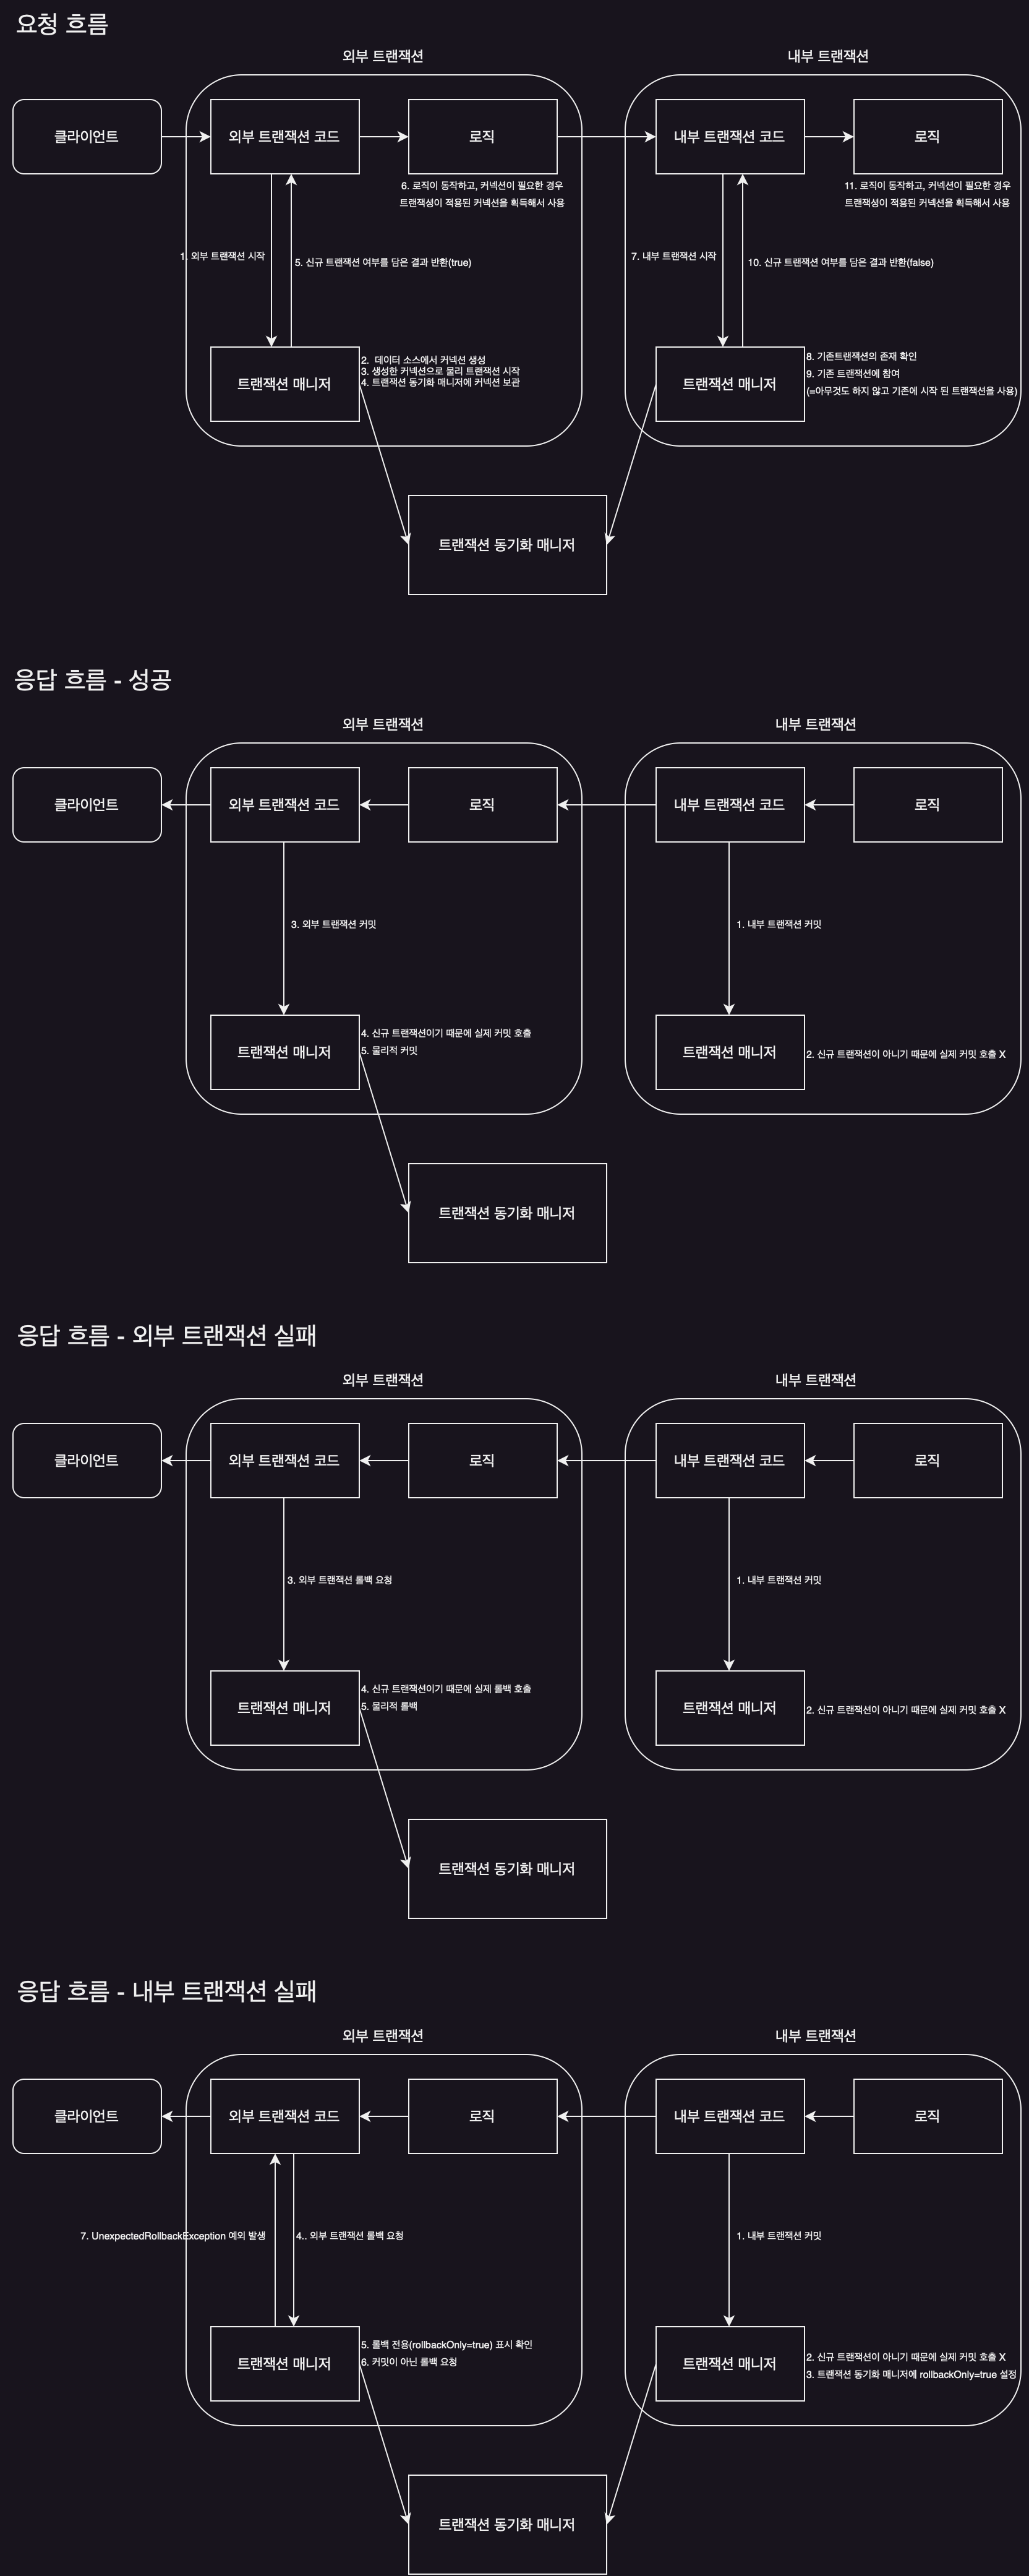 요청 흐름
외부 트랜잭션
내부 트랜잭션
클라이언트
외부 트랜잭션 코드
로직
내부 트랜잭션 코드
로직
6. 로직이 동작하고, 커넥션이 필요한 경우
트랜잭성이 적용된 커넥션을 획득해서 사용
11. 로직이 동작하고, 커넥션이 필요한 경우
트랜잭성이 적용된 커넥션을 획득해서 사용
1. 외부 트랜잭션 시작
5. 신규 트랜잭션 여부를 담은 결과 반환(true)
7. 내부 트랜잭션 시작
10. 신규 트랜잭션 여부를 담은 결과 반환(false)
트랜잭션 매니저
2. 데이터 소스에서 커넥션 생성
3. 생성한 커넥션으로 물리 트랜잭션 시작
4. 트랜잭션 동기화 매니저에 커넥션 보관
트랜잭션 매니저
8. 기존트랜잭션의 존재 확인
9. 기존 트랜잭션에 참여
(=아무것도 하지 않고 기존에 시작 된 트랜잭션을 사용)
트랜잭션 동기화 매니저
응답 흐름 - 성공
외부 트랜잭션
내부 트랜잭션
클라이언트
외부 트랜잭션 코드
로직
내부 트랜잭션 코드
로직
3. 외부 트랜잭션 커밋
1. 내부 트랜잭션 커밋
트랜잭션 매니저
4. 신규 트랜잭션이기 때문에 실제 커밋 호출
5. 물리적 커밋
트랜잭션 매니저
2. 신규 트랜잭션이 아니기 때문에 실제 커밋 호출 X
트랜잭션 동기화 매니저
응답 흐름 - 외부 트랜잭션 실패
외부 트랜잭션
내부 트랜잭션
클라이언트
외부 트랜잭션 코드
로직
내부 트랜잭션 코드
로직
3. 외부 트랜잭션 롤백 요청
1. 내부 트랜잭션 커밋
트랜잭션 매니저
4. 신규 트랜잭션이기 때문에 실제 롤백 호출
5. 물리적 롤백
트랜잭션 매니저
2. 신규 트랜잭션이 아니기 때문에 실제 커밋 호출 X
트랜잭션 동기화 매니저
응답 흐름 - 내부 트랜잭션 실패
외부 트랜잭션
내부 트랜잭션
클라이언트
외부 트랜잭션 코드
로직
내부 트랜잭션 코드
로직
7. UnexpectedRollbackException 예외 발생
4.. 외부 트랜잭션 롤백 요청
1. 내부 트랜잭션 커밋
트랜잭션 매니저
5. 롤백 전용(rollbackOnly=true) 표시 확인
6. 커밋이 아닌 롤백 요청
트랜잭션 매니저
2. 신규 트랜잭션이 아니기 때문에 실제 커밋 호출 X
3. 트랜잭션 동기화 매니저에 rollbackOnly=true 설정
트랜잭션 동기화 매니저